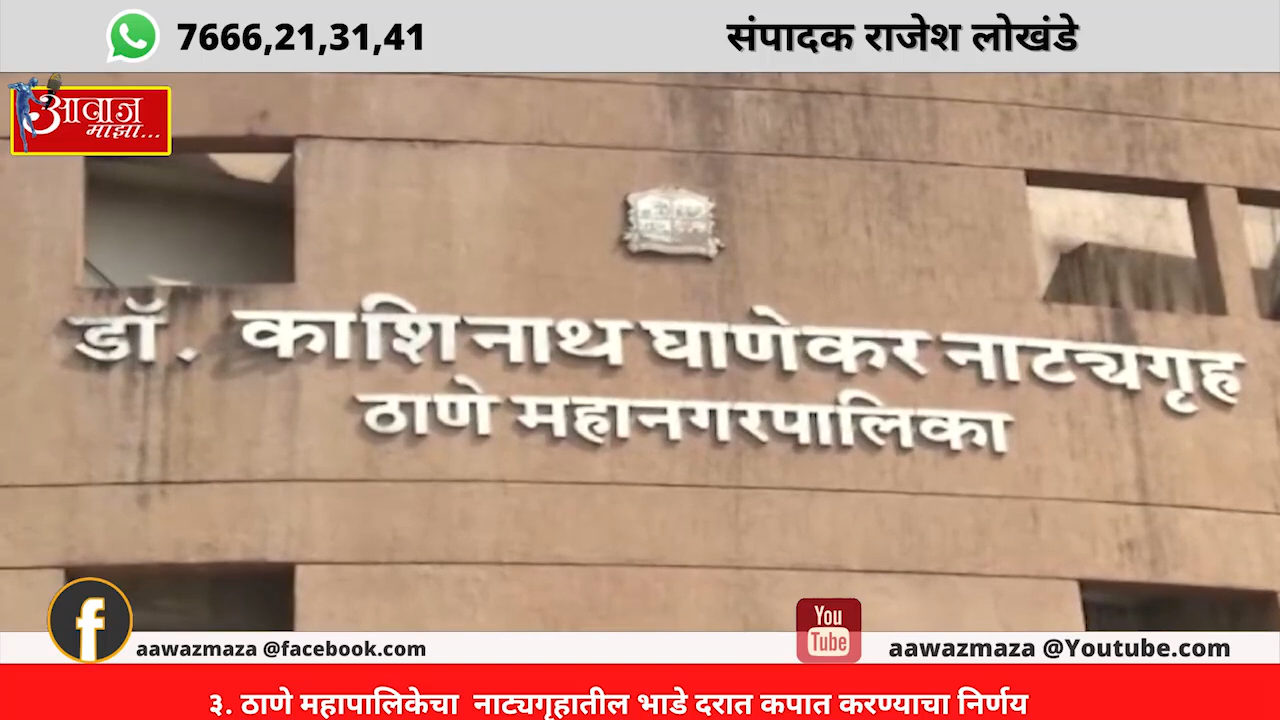 7666,21,31,41
संपादक राजेश लोखंडे
आवाज
माझा...
डॉ. काशिनाथ घाणेकर नाट्यगृह
ठाणे महानगरपालिका
aawazmaza @facebook.com
You
Tube
aawazmaza @Youtube.com
३. ठाणे महापालिकेचा नाट्यगृहातील भाडे दरात कपात करण्याचा निर्णय